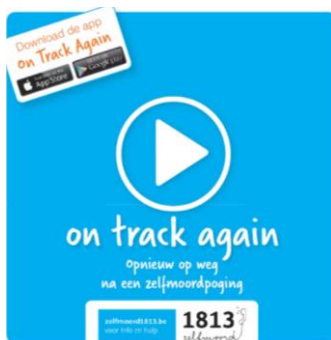 Download de app
on Track Again
App Store
Google play
on track again
Opnieuw op weg
na een zelfmoordpoging
zelfmoord1813.be
voor info en hulp
1813
zelfmoord